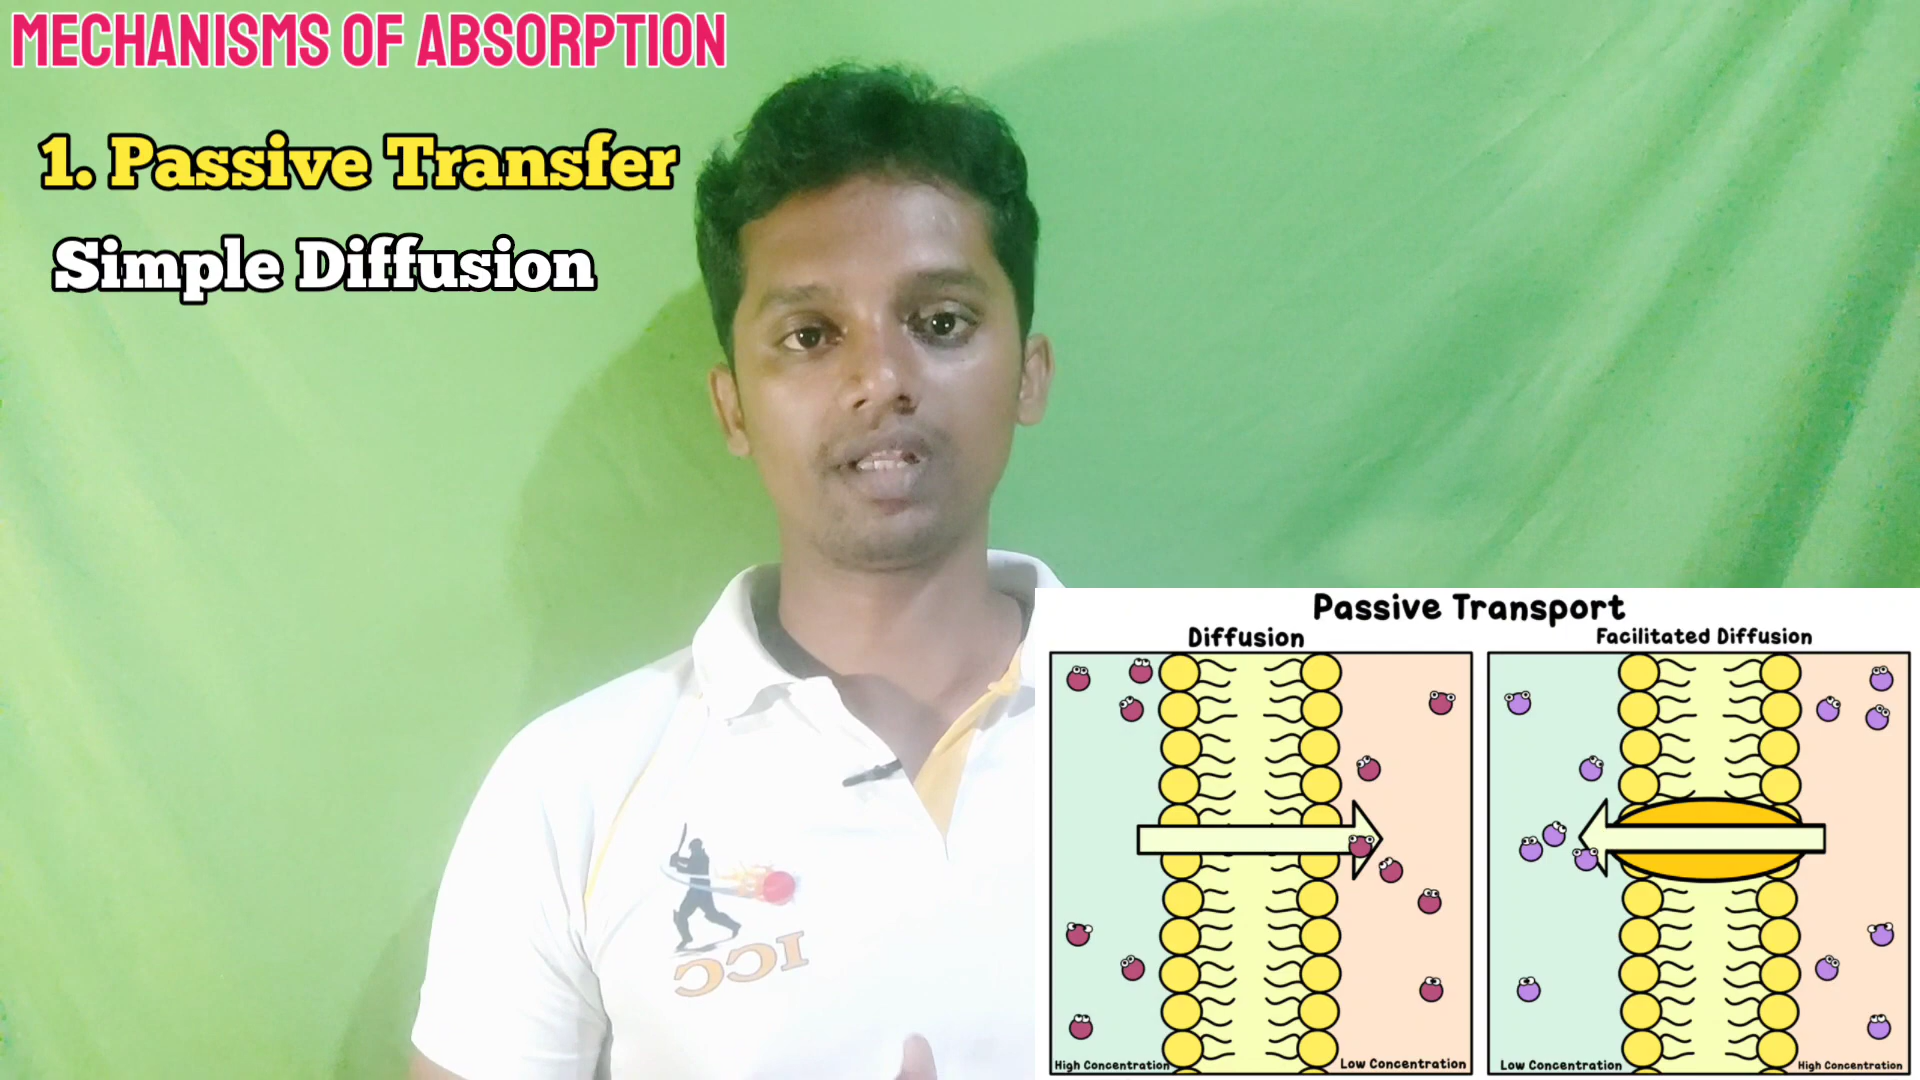 MECHANISMS OF ABSORPTION
1. Passive Transfer
Simple Diffusion
ICC
Passive Transport
Diffusion
Facilitated Diffusion
High Concentration
Low Concentration
Low Concentration
High Concentration